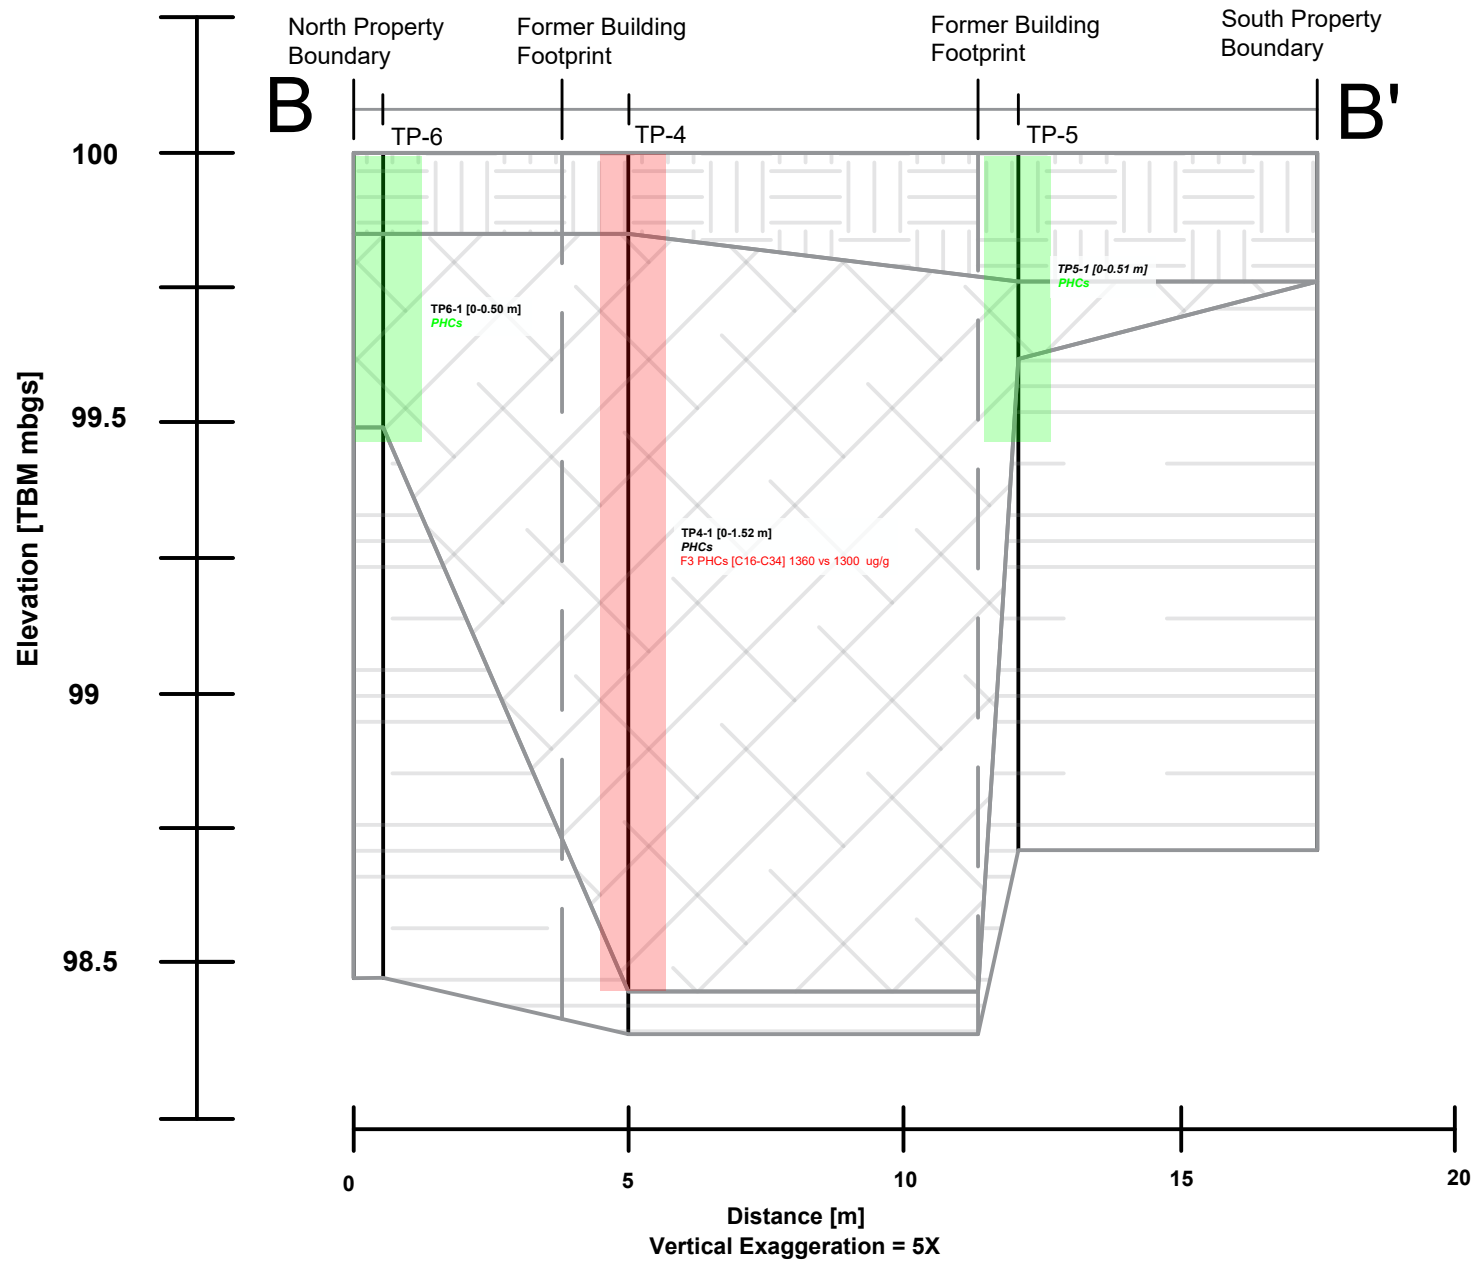 North Property
Boundary
Former Building
Footprint
Former Building
Footprint
South Property
Boundary
B
B'
TP-6
TP-4
TP-5
100
99.5
99
98.5
Elevation [TBM mbgs]
TP6-1 [0-0.50 m]
PHCs
TP5-1 [0-0.51 m]
PHCs
TP4-1 [0-1.52 m]
PHCs
F3 PHCs [C16-C34] 1360 vs 1300 ug/g
0
5
10
15
20
Distance [m]
Vertical Exaggeration = 5X